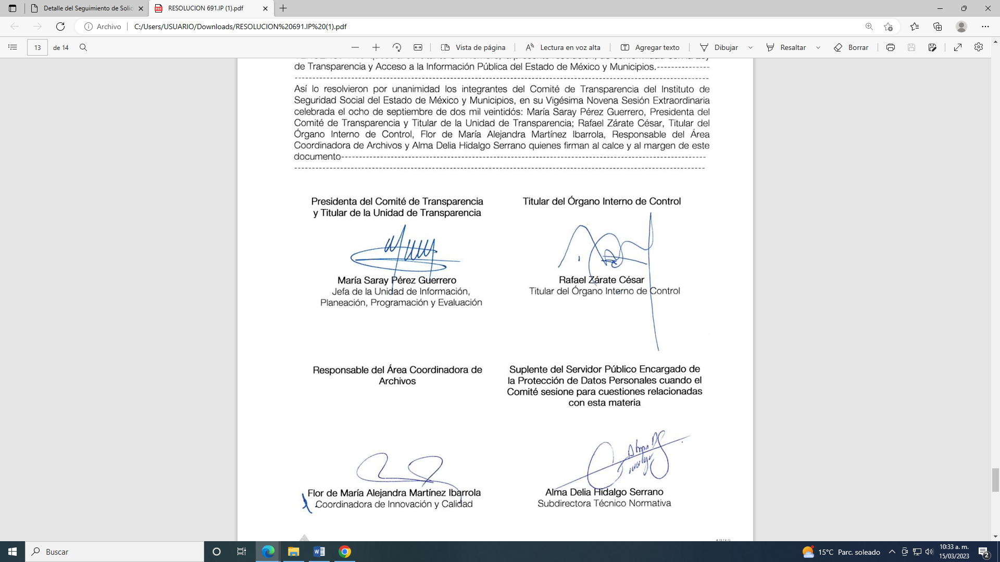 Detalle del Seguimiento de Solic
RESOLUCION 691.IP (1).pdf
Archivo
C:/Users/USUARIO/Downloads/RESOLUCION%20691.IP%20(1).pdf
13 de 14
Vista de página
Lectura en voz alta
Agregar texto
Dibujar
Resaltar
Borrar
de Transparencia y Acceso a la Información Pública del Estado de México y Municipios.---------------
Así lo resolvieron por unanimidad los integrantes del Comité de Transparencia del Instituto de
Seguridad Social del Estado de México y Municipios, en su Vigésima Novena Sesión Extraordinaria
celebrada el ocho de septiembre de dos mil veintidós: María Saray Pérez Guerrero, Presidenta del
Comité de Transparencia y Titular de la Unidad de Transparencia; Rafael Zárate César, Titular del
Órgano Interno de Control, Flor de María Alejandra Martínez Ibarrola, Responsable del Área
Coordinadora de Archivos y Alma Delia Hidalgo Serrano quienes firman al calce y al margen de este
documento---------------
Presidenta del Comité de Transparencia
y Titular de la Unidad de Transparencia
María Saray Pérez Guerrero
Jefa de la Unidad de Información,
Planeación, Programación y Evaluación
Titular del Órgano Interno de Control
Rafael Zárate César
Titular del Órgano Interno de Control
Responsable del Área Coordinadora de
Archivos
Flor de María Alejandra Martínez Ibarrola
Coordinadora de Innovación y Calidad
Suplente del Servidor Público Encargado de
la Protección de Datos Personales cuando el
Comité sesione para cuestiones relacionadas
con esta materia
Alma Delia Hidalgo Serrano
Subdirectora Técnico Normativa
Buscar
15°C Parc. soleado
10:33 a. m.
15/03/2023
2